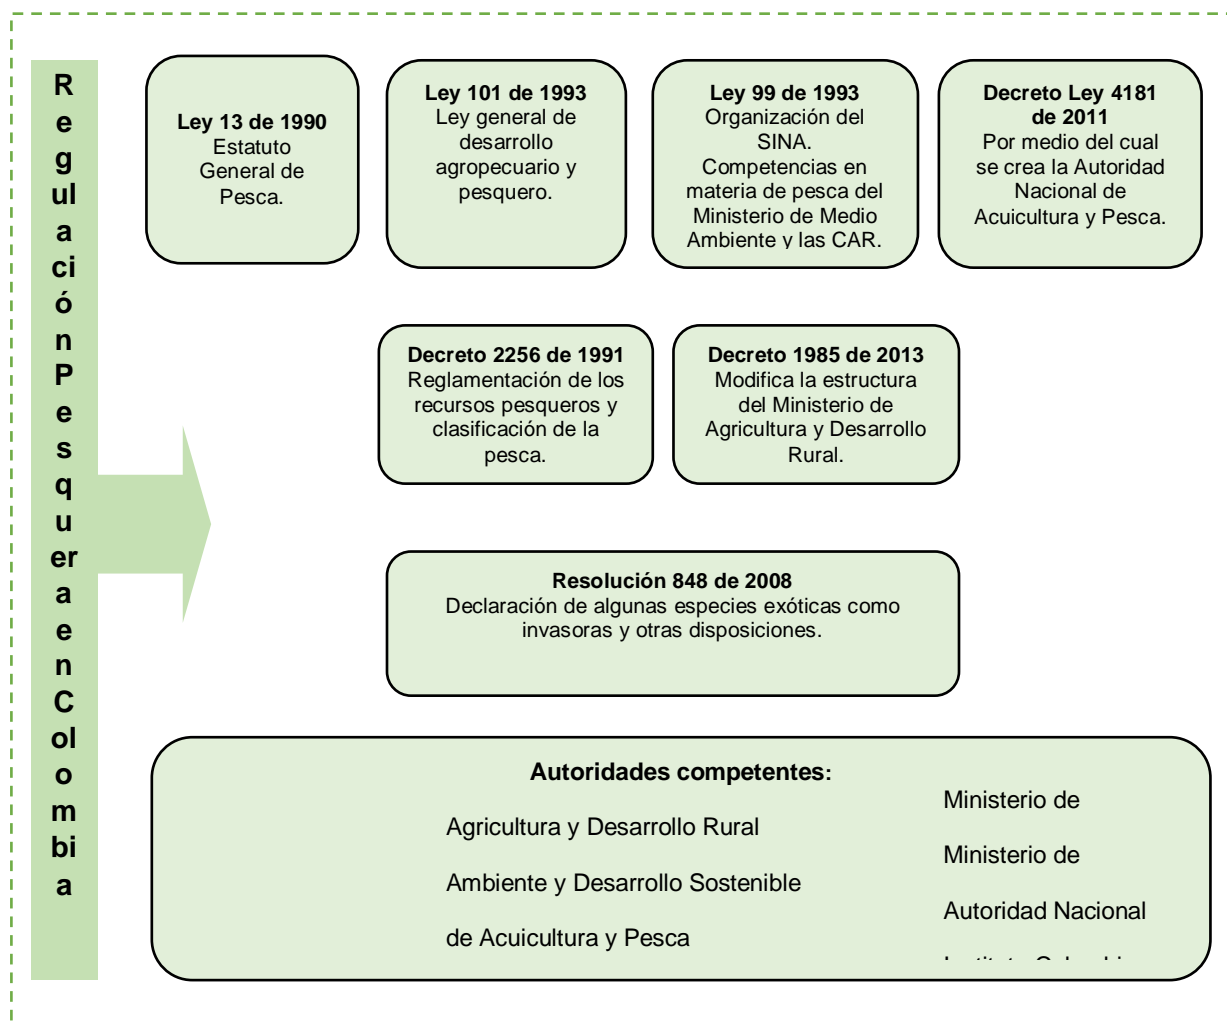 R
e
g
ul
a
ci
ó
n
P
e
s
q
u
er
a
e
n
C
ol
o
m
bi
a
Ley 13 de 1990
Estatuto
General de
Pesca.
Ley 101 de 1993
Ley general de
desarrollo
agropecuario y
pesquero.
Ley 99 de 1993
Organización del
SINA.
Competencias en
materia de pesca del
Ministerio de Medio
Ambiente y las CAR.
Decreto Ley 4181
de 2011
Por medio del cual
se crea la Autoridad
Nacional de
Acuicultura y Pesca.
Decreto 2256 de 1991
Reglamentación de los
recursos pesqueros y
clasificación de la
pesca.
Decreto 1985 de 2013
Modifica la estructura
del Ministerio de
Agricultura y Desarrollo
Rural.
Resolución 848 de 2008
Declaración de algunas especies exóticas como
invasoras y otras disposiciones.
Autoridades competentes:
Ministerio de
Agricultura y Desarrollo Rural
Ministerio de
Ambiente y Desarrollo Sostenible
Autoridad Nacional
de Acuicultura y Pesca